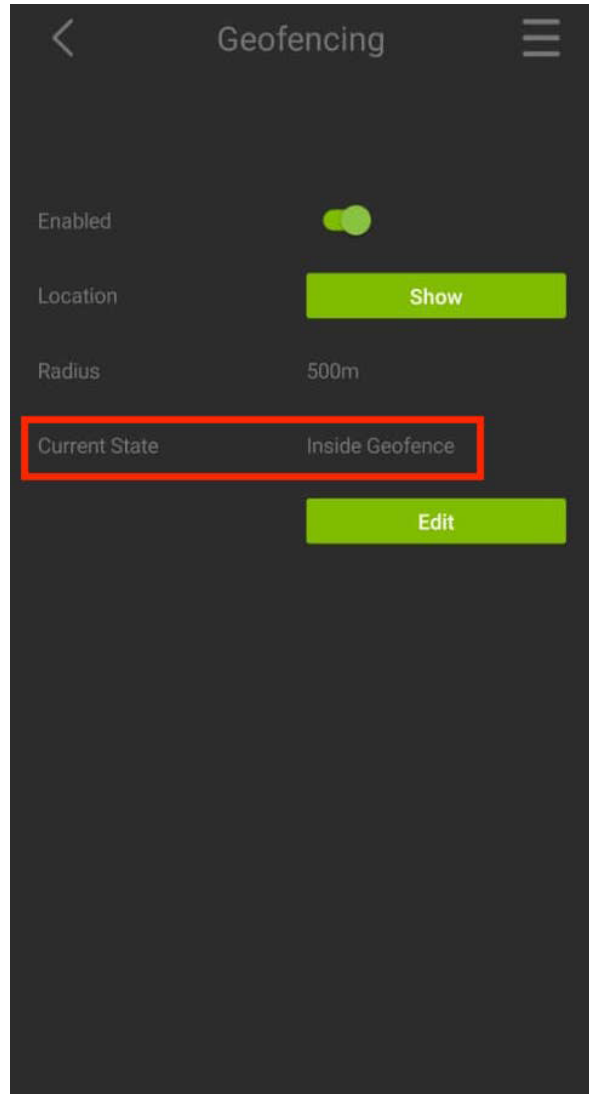 Geofencing
Enabled
Location Show
Radius 500m
Current State Inside Geofence
Edit